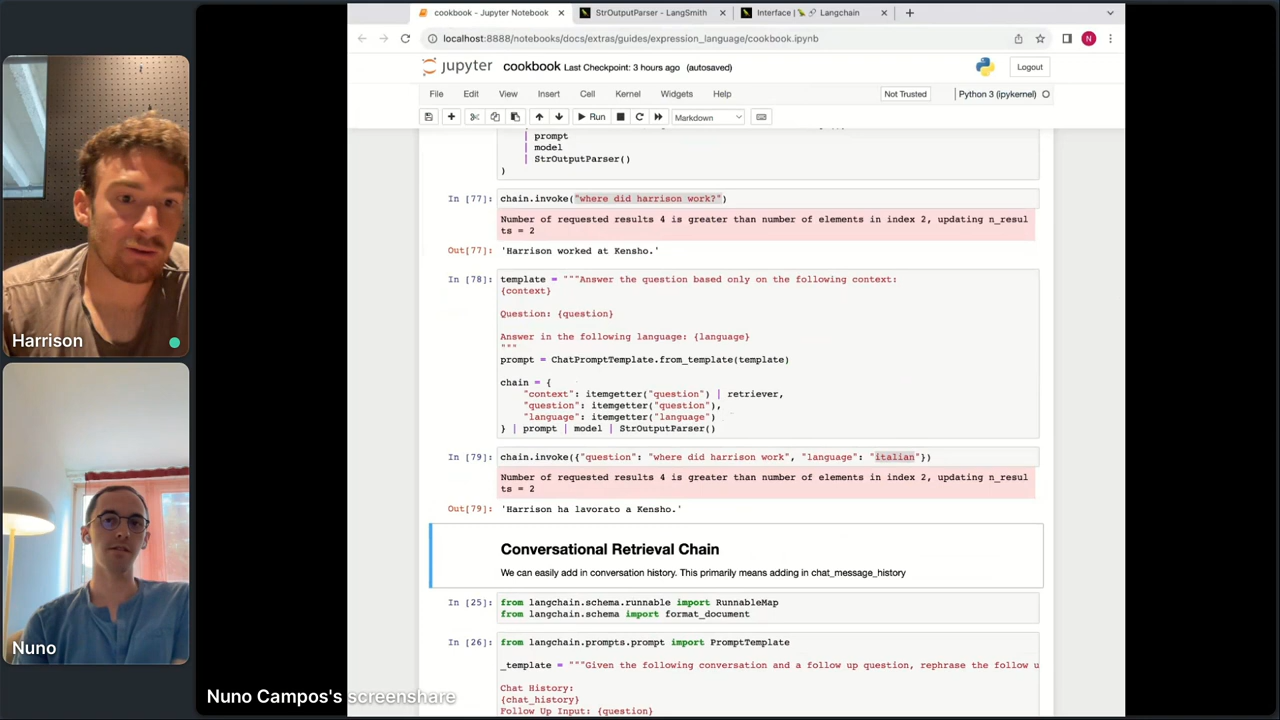 cookbook - Jupyter Notebook
StrOutputParser - LangSmith
Interface | Langchain
localhost:8888/notebooks/docs/extras/guides/expression_language/cookbook.ipynb
N
jupyter cookbook Last Checkpoint: 3 hours ago (autosaved)
Logout
File Edit View Insert Cell Kernel Widgets Help
Not Trusted
Python 3 (ipykernel)
Run
Markdown
| prompt
| model
| StrOutputParser()
)
In [77]: chain.invoke("where did harrison work?")
Number of requested results 4 is greater than number of elements in index 2, updating n_resul
ts = 2
Out[77]: 'Harrison worked at Kensho.'
In [78]: template = """Answer the question based only on the following context:
{context}
Question: {question}
Answer in the following language: {language}
"""
prompt = ChatPromptTemplate.from_template(template)
chain = {
"context": itemgetter("question") | retriever,
"question": itemgetter("question"),
"language": itemgetter("language")
} | prompt | model | StrOutputParser()
In [79]: chain.invoke({"question": "where did harrison work", "language": "italian"})
Number of requested results 4 is greater than number of elements in index 2, updating n_resul
ts = 2
Out[79]: 'Harrison ha lavorato a Kensho.'
Conversational Retrieval Chain
We can easily add in conversation history. This primarily means adding in chat_message_history
In [25]: from langchain.schema.runnable import RunnableMap
from langchain.schema import format_document
In [26]: from langchain.prompts.prompt import PromptTemplate
_template = """Given the following conversation and a follow up question, rephrase the follow u
Chat History:
{chat_history}
Follow Up Input: {question}
Harrison
Nuno
Nuno Campos's screenshare